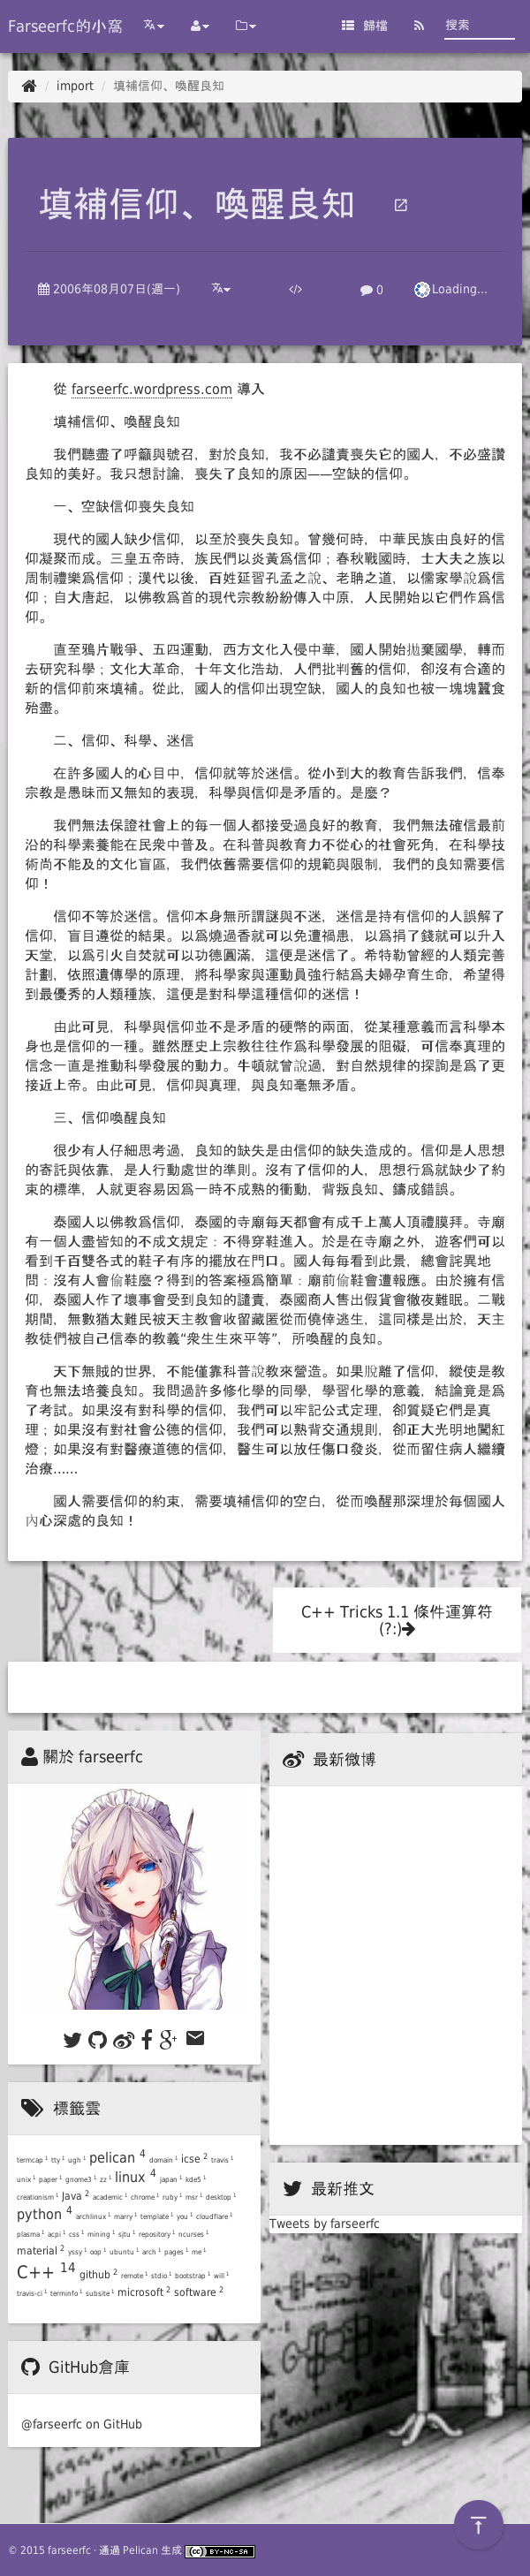 Farseerfc的小窩
歸檔
搜索
/ import / 填補信仰、喚醒良知
填補信仰、喚醒良知
2006年08月07日(週一)
0
Loading...
從 farseerfc.wordpress.com 導入
填補信仰、喚醒良知
我們聽盡了呼籲與號召，對於良知，我不必譴責喪失它的國人，不必盛讚
良知的美好。我只想討論，喪失了良知的原因——空缺的信仰。
一、空缺信仰喪失良知
現代的國人缺少信仰，以至於喪失良知。曾幾何時，中華民族由良好的信
仰凝聚而成。三皇五帝時，族民們以炎黃爲信仰；春秋戰國時，士大夫之族以
周制禮樂爲信仰；漢代以後，百姓延習孔孟之說、老聃之道，以儒家學說爲信
仰；自大唐起，以佛教爲首的現代宗教紛紛傳入中原，人民開始以它們作爲信
仰。
直至鴉片戰爭、五四運動，西方文化入侵中華，國人開始拋棄國學，轉而
去研究科學；文化大革命，十年文化浩劫，人們批判舊的信仰，卻沒有合適的
新的信仰前來填補。從此，國人的信仰出現空缺，國人的良知也被一塊塊蠶食
殆盡。
二、信仰、科學、迷信
在許多國人的心目中，信仰就等於迷信。從小到大的教育告訴我們，信奉
宗教是愚昧而又無知的表現，科學與信仰是矛盾的。是麼？
我們無法保證社會上的每一個人都接受過良好的教育，我們無法確信最前
沿的科學素養能在民衆中普及。在科普與教育力不從心的社會死角，在科學技
術尚不能及的文化盲區，我們依舊需要信仰的規範與限制，我們的良知需要信
仰！
信仰不等於迷信。信仰本身無所謂謎與不迷，迷信是持有信仰的人誤解了
信仰，盲目遵從的結果。以爲燒過香就可以免遭禍患，以爲捐了錢就可以升入
天堂，以爲引火自焚就可以功德圓滿，這便是迷信了。希特勒曾經的人類完善
計劃，依照遺傳學的原理，將科學家與運動員強行結爲夫婦孕育生命，希望得
到最優秀的人類種族，這便是對科學這種信仰的迷信！
由此可見，科學與信仰並不是矛盾的硬幣的兩面，從某種意義而言科學本
身也是信仰的一種。雖然歷史上宗教往往作爲科學發展的阻礙，可信奉真理的
信念一直是推動科學發展的動力。牛頓就曾說過，對自然規律的探詢是爲了更
接近上帝。由此可見，信仰與真理，與良知毫無矛盾。
三、信仰喚醒良知
很少有人仔細思考過，良知的缺失是由信仰的缺失造成的。信仰是人思想
的寄託與依靠，是人行動處世的準則。沒有了信仰的人，思想行爲就缺少了約
束的標準，人就更容易因爲一時不成熟的衝動，背叛良知、鑄成錯誤。
泰國人以佛教爲信仰，泰國的寺廟每天都會有成千上萬人頂禮膜拜。寺廟
有一個人盡皆知的不成文規定：不得穿鞋進入。於是在寺廟之外，遊客們可以
看到千百雙各式的鞋子有序的擺放在門口。國人每每看到此景，總會詫異地
問：沒有人會偷鞋麼？得到的答案極爲簡單：廟前偷鞋會遭報應。由於擁有信
仰，泰國人作了壞事會受到良知的譴責，泰國商人售出假貨會徹夜難眠。二戰
期間，無數猶太難民被天主教會收留藏匿從而僥倖逃生，這同樣是出於，天主
教徒們被自己信奉的教義“衆生生來平等”，所喚醒的良知。
天下無賊的世界，不能僅靠科普說教來營造。如果脫離了信仰，縱使是教
育也無法培養良知。我問過許多修化學的同學，學習化學的意義，結論竟是爲
了考試。如果沒有對科學的信仰，我們可以牢記公式定理，卻質疑它們是真
理；如果沒有對社會公德的信仰，我們可以熟背交通規則，卻正大光明地闖紅
燈；如果沒有對醫療道德的信仰，醫生可以放任傷口發炎，從而留住病人繼續
治療……
國人需要信仰的約束，需要填補信仰的空白，從而喚醒那深埋於每個國人
內心深處的良知！
C++ Tricks 1.1 條件運算符
(?:)
關於 farseerfc
標籤雲
termcap 1 tty 1 ugh 1 pelican 4 domain 1 icse 2 travis 1
unix 1 paper 1 gnome3 1 zz 1 linux 4 japan 1 kde5 1
creationism 1 Java 2 academic 1 chrome 1 ruby 1 msr 1 desktop 1
python 4 archlinux 1 marry 1 template 1 you 1 cloudflare 1
plasma 1 acpi 1 css 1 mining 1 sjtu 1 repository 1 ncurses 1
material 2 yssy 1 oop 1 ubuntu 1 arch 1 pages 1 me 1
C++ 14 github 2 remote 1 stdio 1 bootstrap 1 will 1
travis-ci 1 terminfo 1 subsite 1 microsoft 2 software 2
GitHub倉庫
@farseerfc on GitHub
最新微博
最新推文
Tweets by farseerfc
© 2015 farseerfc · 通過 Pelican 生成 CC BY-NC-SA